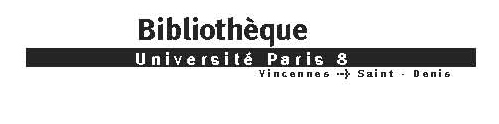 Bibliothèque
Université Paris 8
Vincennes → Saint - Denis